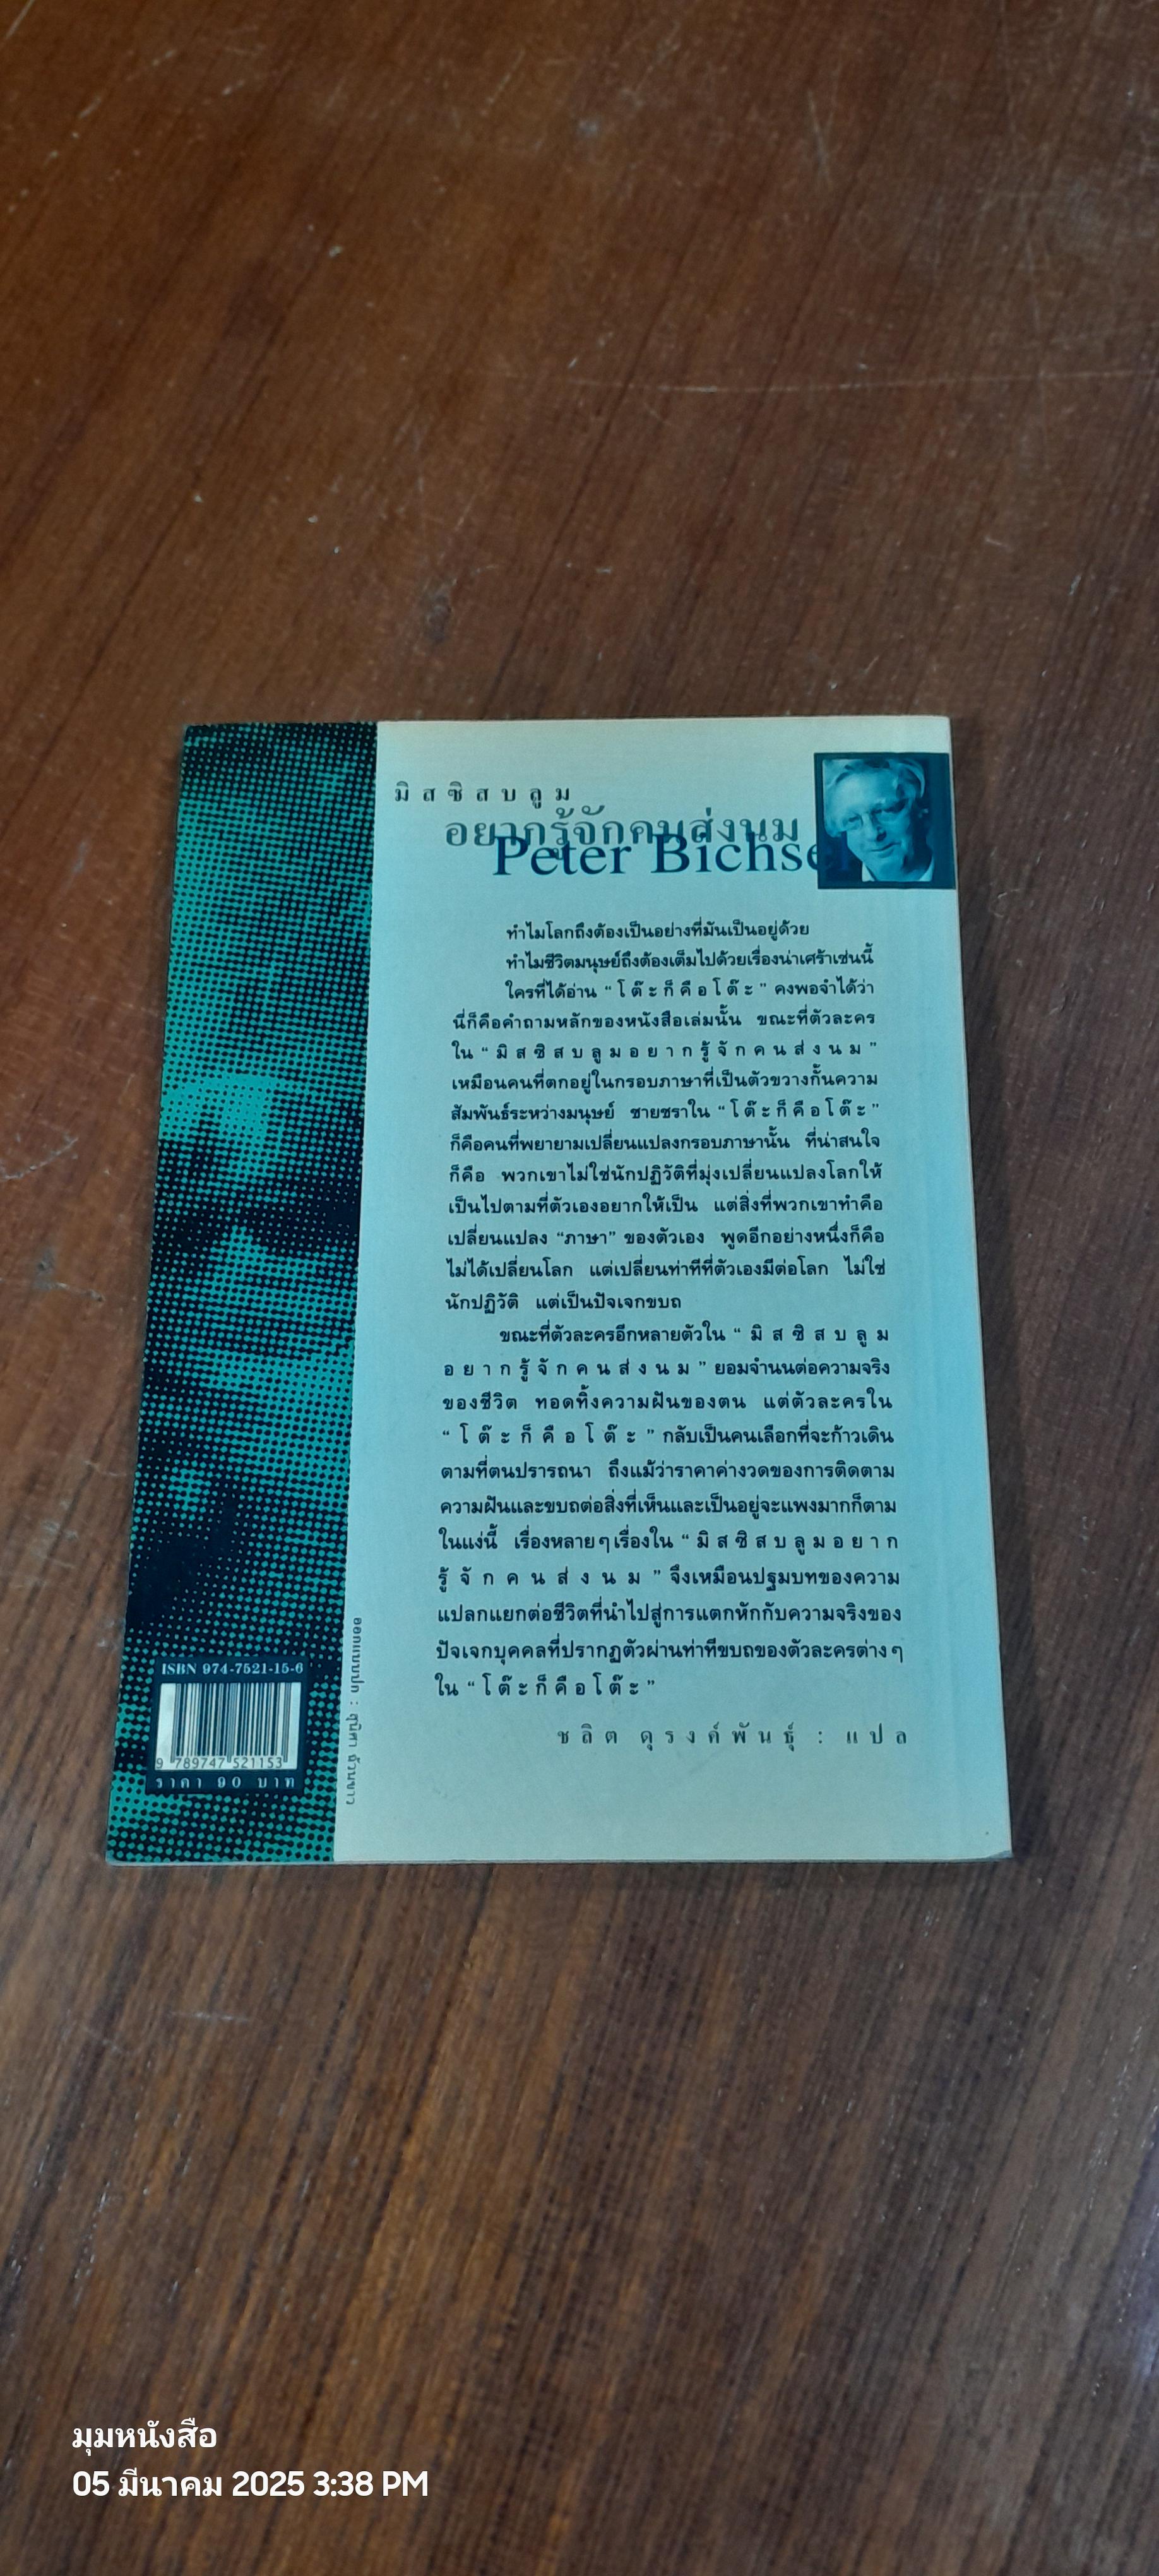 มิสซิสบลูม
อยากรู้จักคนส่งนม
Peter Bichsel
ทำไมโลกถึงต้องเป็นอย่างที่มันเป็นอยู่ด้วย
ทำไมชีวิตมนุษย์ถึงต้องเต็มไปด้วยเรื่องน่าเศร้าเช่นนี้
ใครที่ได้อ่าน “โต๊ะก็คือโต๊ะ” คงพอจำได้ว่า
นี่ก็คือคำถามหลักของหนังสือเล่มนั้น ขณะที่ตัวละคร
ใน “มิสซิสบลูมอยากรู้จักคนส่งนม”
เหมือนคนที่ตกอยู่ในกรอบภาษาที่เป็นตัวขวางกั้นความ
สัมพันธ์ระหว่างมนุษย์ ชายชราใน “โต๊ะก็คือโต๊ะ”
ก็คือคนที่พยายามเปลี่ยนแปลงกรอบภาษานั้น ที่น่าสนใจ
ก็คือ พวกเขาไม่ใช่นักปฏิวัติที่มุ่งเปลี่ยนแปลงโลกให้
เป็นไปตามที่ตัวเองอยากให้เป็น แต่สิ่งที่พวกเขาทำคือ
เปลี่ยนแปลง “ภาษา” ของตัวเอง พูดอีกอย่างหนึ่งก็คือ
ไม่ได้เปลี่ยนโลก แต่เปลี่ยนท่าทีที่ตัวเองมีต่อโลก ไม่ใช่
นักปฏิวัติ แต่เป็นปัจเจกขบถ
ขณะที่ตัวละครอีกหลายตัวใน “มิสซิสบลูม
อยากรู้จักคนส่งนม” ยอมจำนนต่อความจริง
ของชีวิต ทอดทิ้งความฝันของตน แต่ตัวละครใน
“โต๊ะก็คือโต๊ะ” กลับเป็นคนเลือกที่จะก้าวเดิน
ตามที่ตนปรารถนา ถึงแม้ว่าราคาค่างวดของการติดตาม
ความฝันและขบถต่อสิ่งที่เห็นและเป็นอยู่จะแพงมากก็ตาม
ในแง่นี้ เรื่องหลายๆเรื่องใน “มิสซิสบลูมอยาก
รู้จักคนส่งนม” จึงเหมือนปฐมบทของความ
แปลกแยกต่อชีวิตที่นำไปสู่การแตกหักกับความจริงของ
ปัจเจกบุคคลที่ปรากฏตัวผ่านท่าทีขบถของตัวละครต่างๆ
ใน “โต๊ะก็คือโต๊ะ”
ชลิต ดุรงค์พันธุ์ : แปล
ออกแบบปก :
ISBN 974-7521-15-6
9 789747 521153
ราคา 90 บาท
มุมหนังสือ
05 มีนาคม 2025 3:38 PM